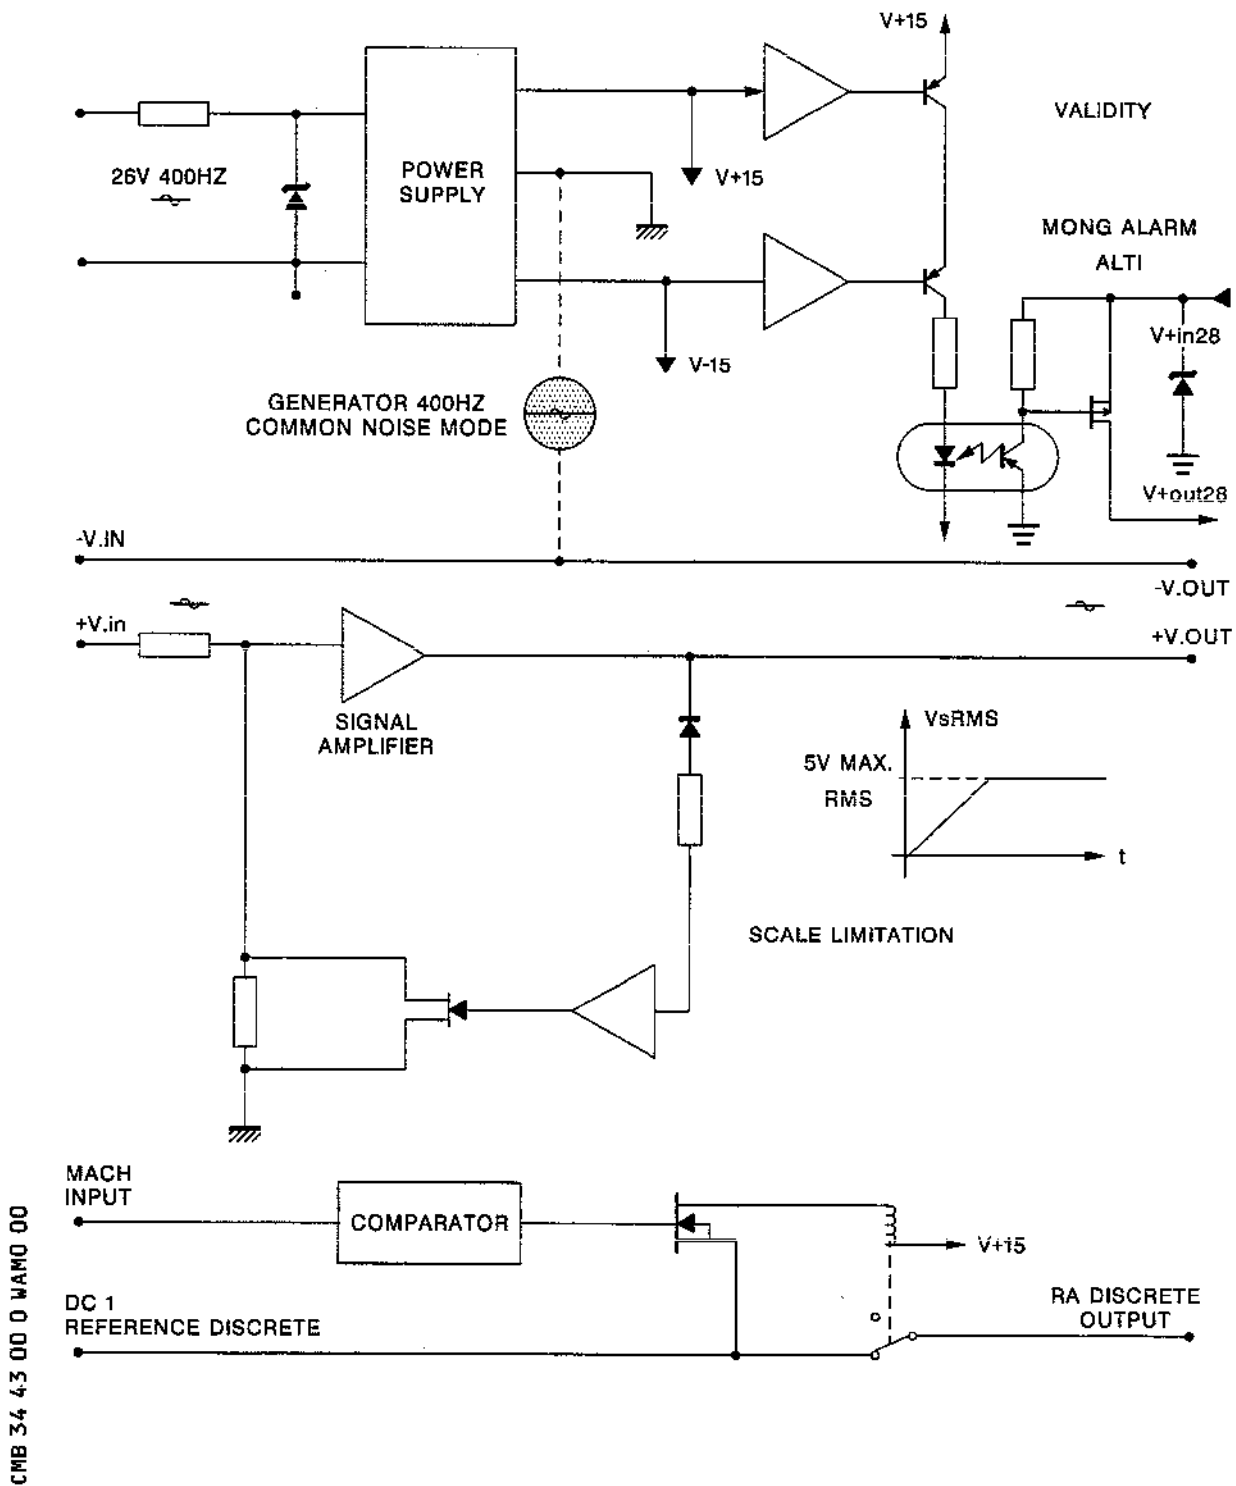 V+15
VALIDITY
26V 400HZ
POWER
SUPPLY
V+15
MONG ALARM
ALTI
V+in28
V-15
GENERATOR 400HZ
COMMON NOISE MODE
V+out28
-V.IN
-V.OUT
+V.in
+V.OUT
SIGNAL
AMPLIFIER
VsRMS
5V MAX.
RMS
t
SCALE LIMITATION
MACH
INPUT
COMPARATOR
V+15
DC 1
REFERENCE DISCRETE
RA DISCRETE
OUTPUT
CMB 34 43 00 0 WAM0 00